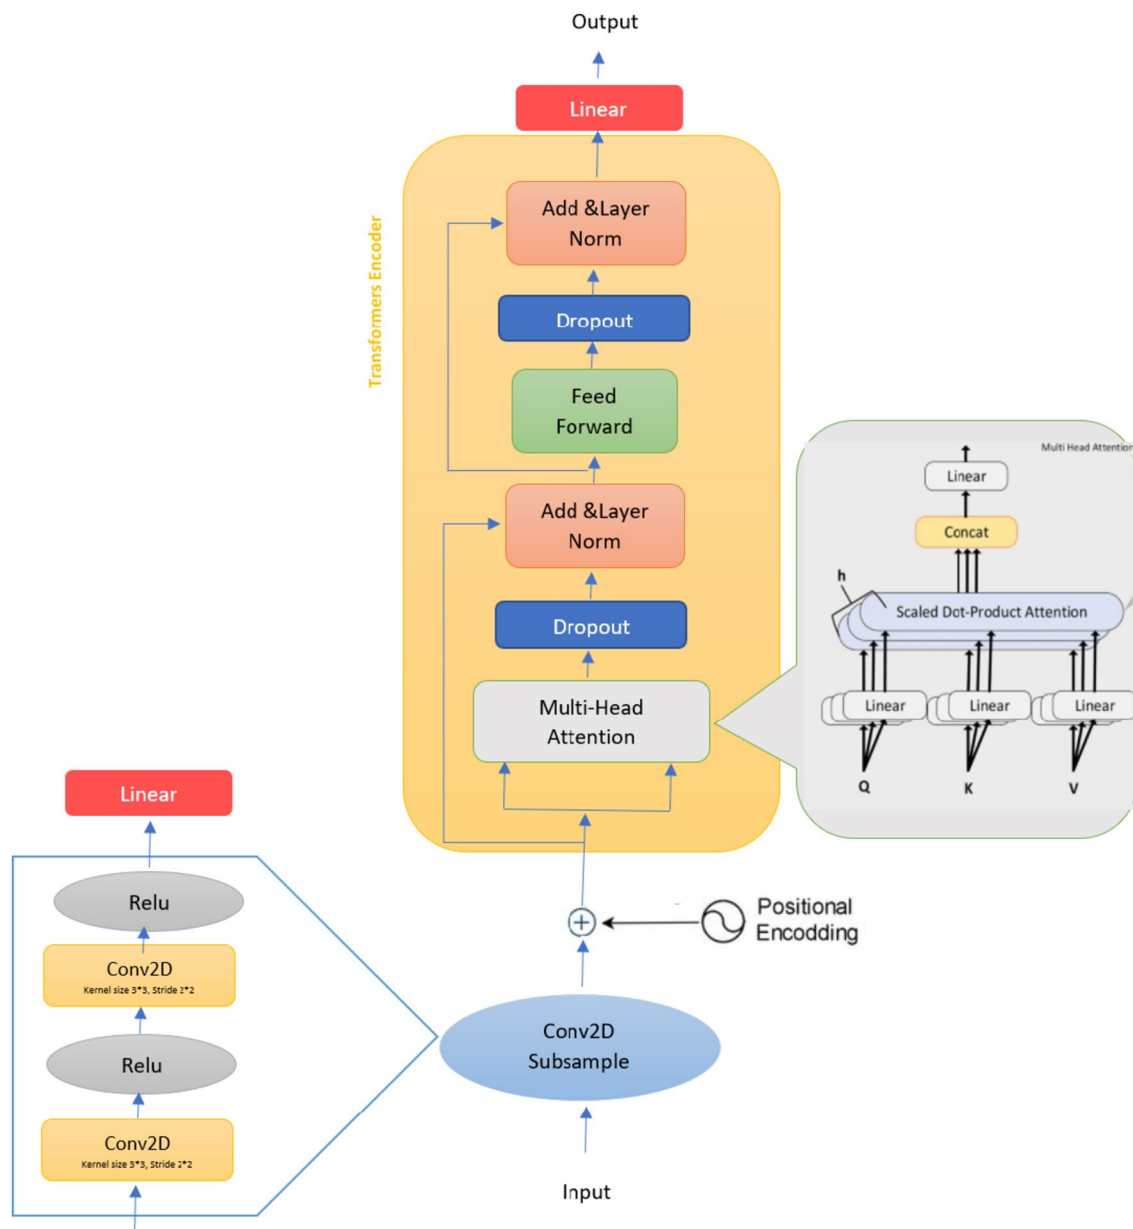 Output
Linear
Transformers Encoder
Add &Layer
Norm
Dropout
Feed
Forward
Add &Layer
Norm
Dropout
Multi-Head
Attention
Multi Head Attention
Linear
Concat
h
Scaled Dot-Product Attention
Linear
Linear
Linear
Q
K
V
Positional
Encodding
Conv2D
Subsample
Input
Linear
Relu
Conv2D
Kernel size 3*3, Stride 2*2
Relu
Conv2D
Kernel size 3*3, Stride 2*2